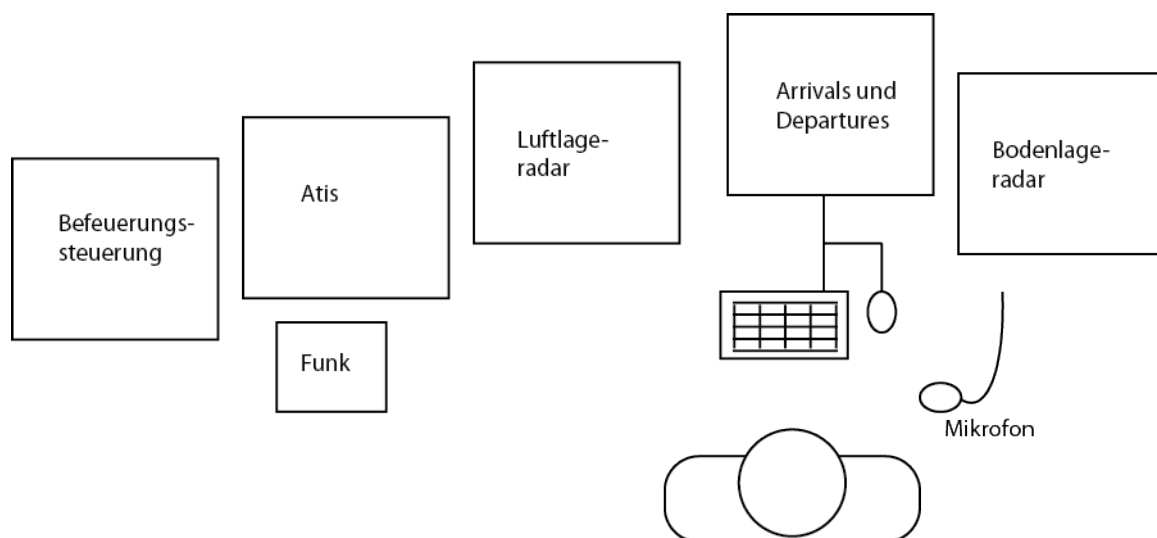 Befeuerungs-
steuerung
Atis
Funk
Luftlage-
radar
Arrivals und
Departures
Bodenlage-
radar
Mikrofon